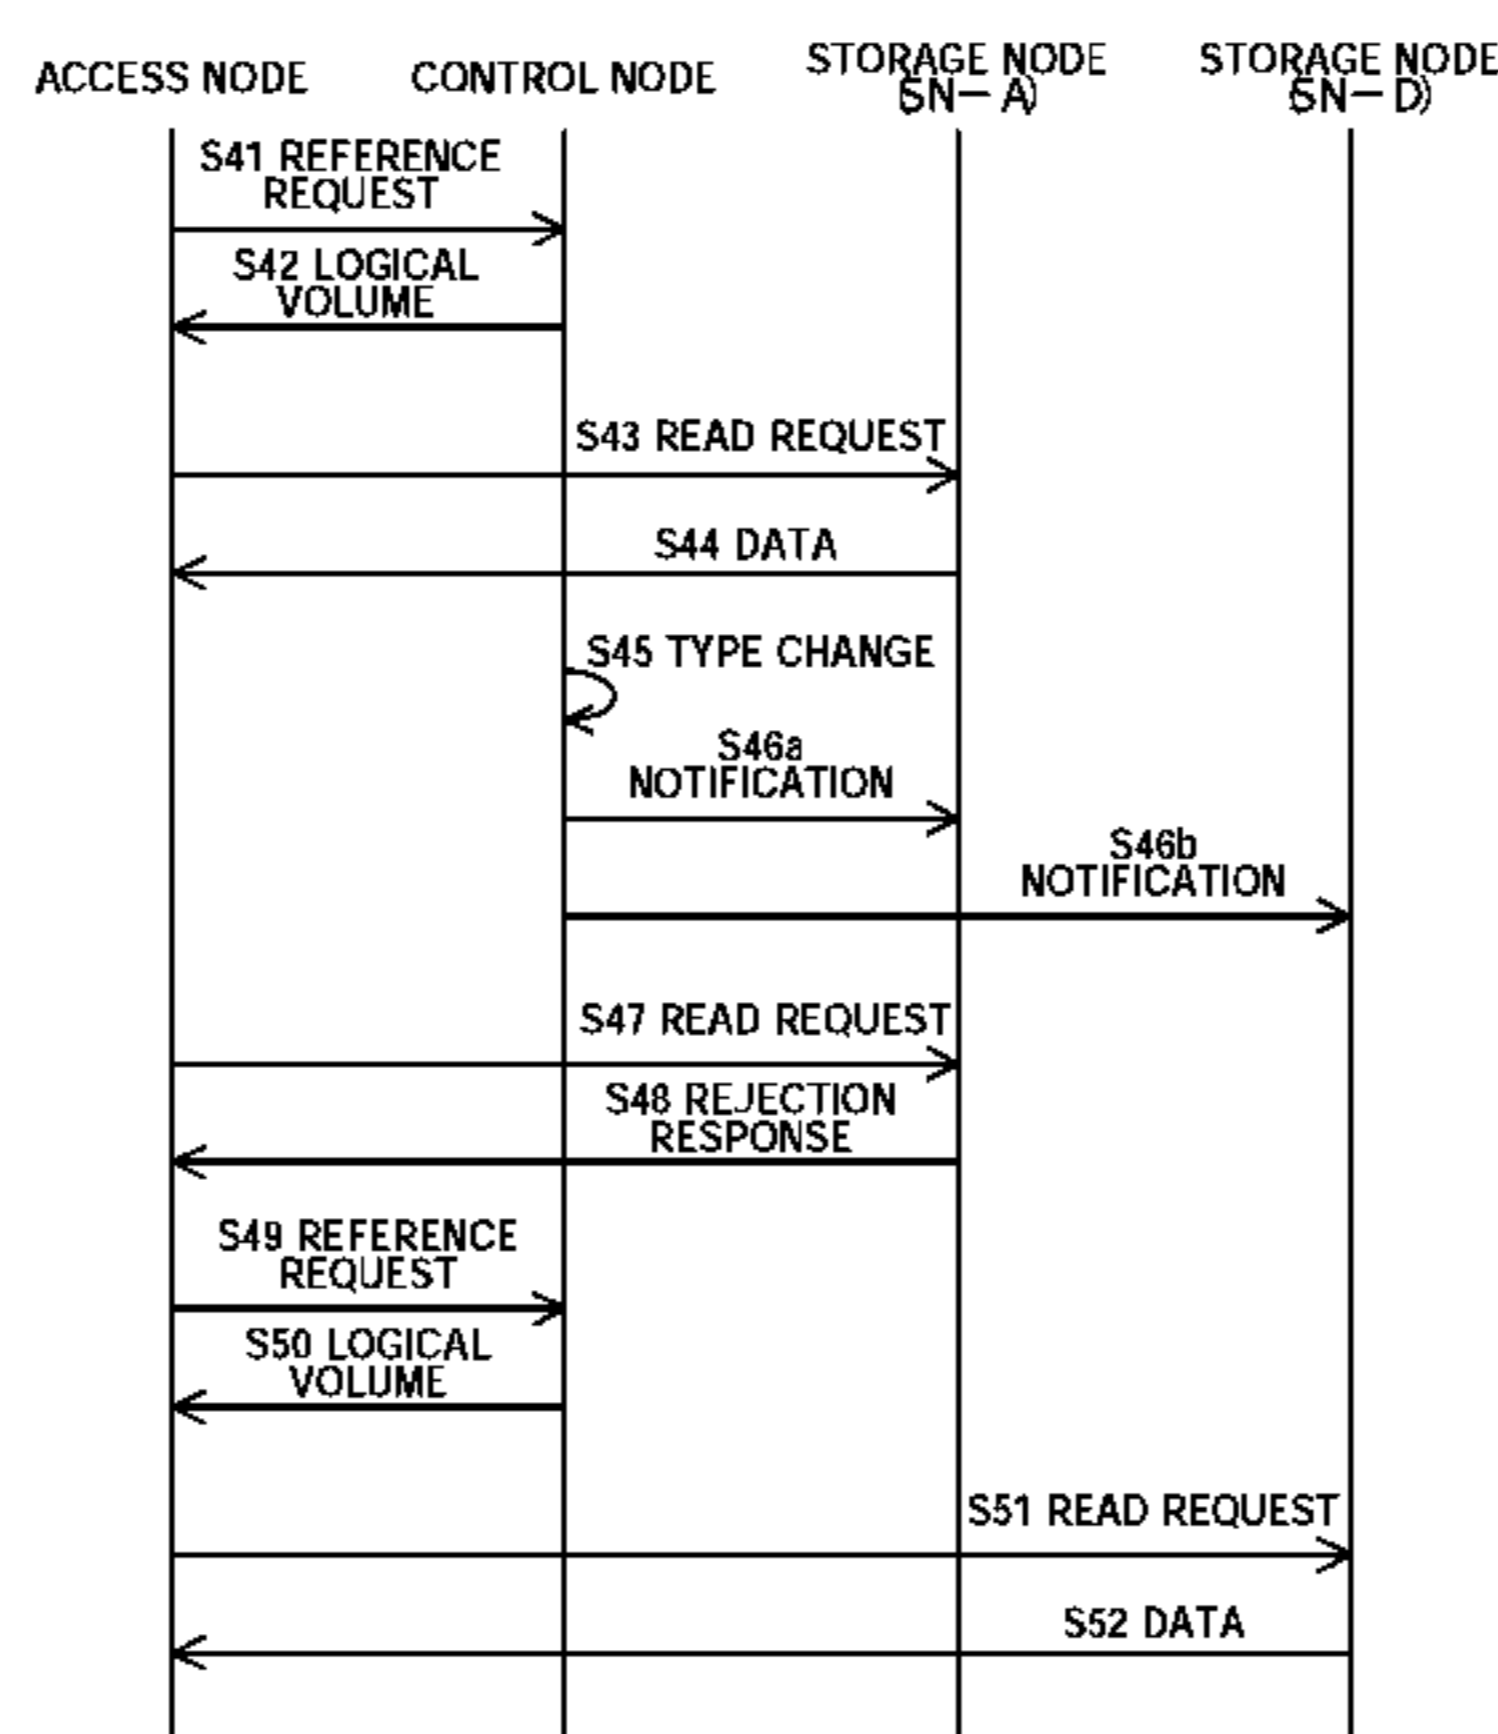 ACCESS NODE
CONTROL NODE
STORAGE NODE
(SN-A)
STORAGE NODE
(SN-D)
S41 REFERENCE
REQUEST
S42 LOGICAL
VOLUME
S43 READ REQUEST
S44 DATA
S45 TYPE CHANGE
S46a
NOTIFICATION
S46b
NOTIFICATION
S47 READ REQUEST
S48 REJECTION
RESPONSE
S49 REFERENCE
REQUEST
S50 LOGICAL
VOLUME
S51 READ REQUEST
S52 DATA